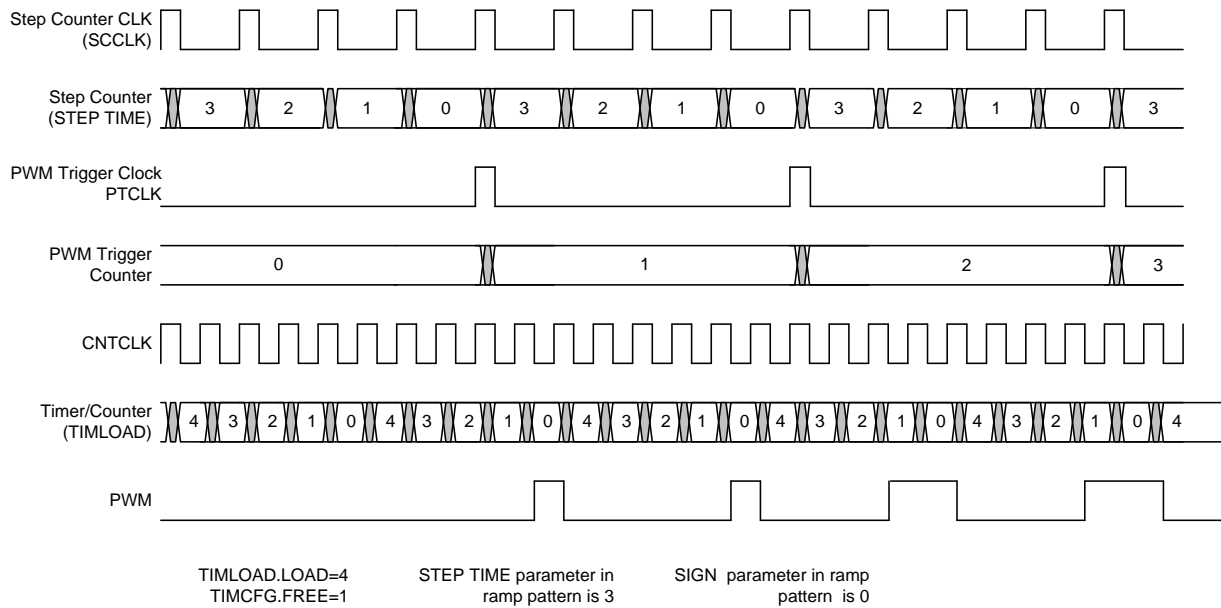 Step Counter CLK
(SCCLK)
Step Counter
(STEP TIME)
3 2 1 0 3 2 1 0 3 2 1 0 3
PWM Trigger Clock
PTCLK
PWM Trigger
Counter
0 1 2 3
CNTCLK
Timer/Counter
(TIMLOAD)
4 3 2 1 0 4 3 2 1 0 4 3 2 1 0 4 3 2 1 0 4 3 2 1 0 4
PWM
TIMLOAD.LOAD=4
TIMCFG.FREE=1
STEP TIME parameter in
ramp pattern is 3
SIGN parameter in ramp
pattern is 0